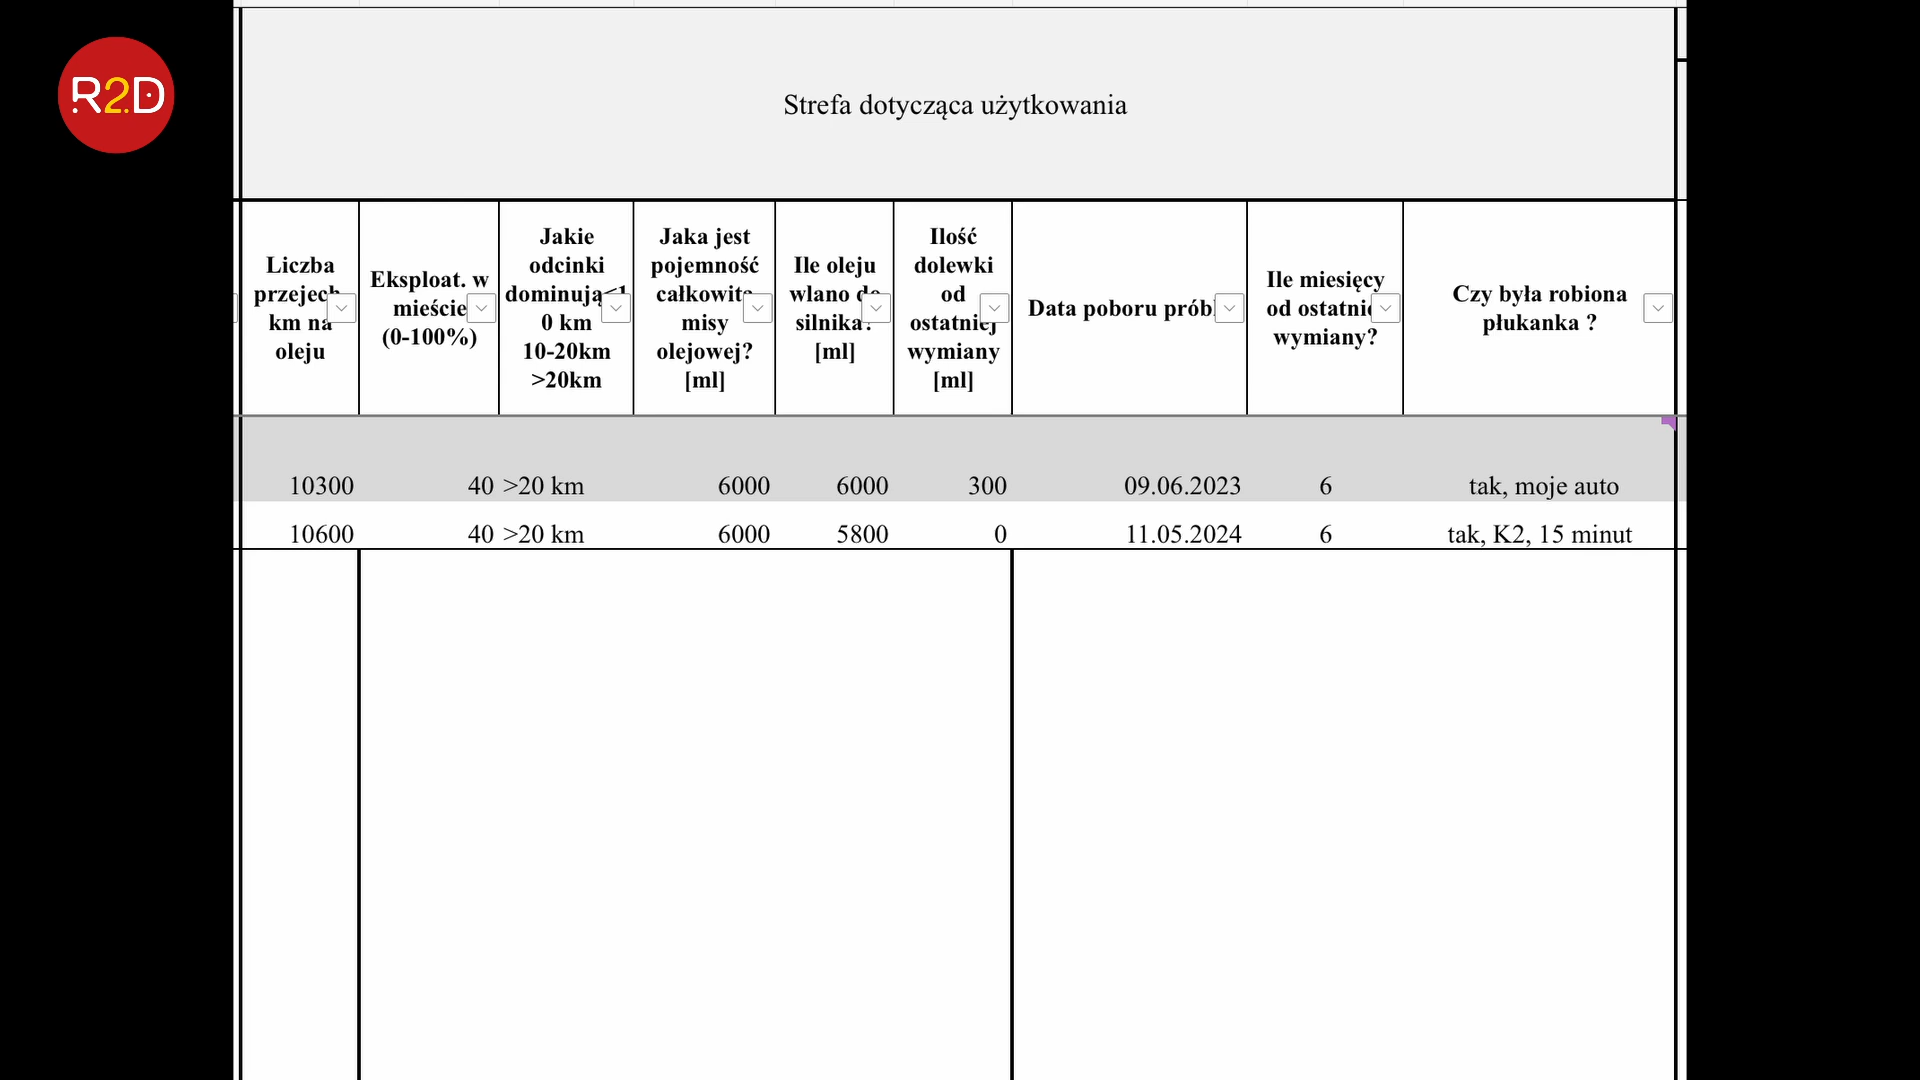 R2D
Strefa dotycząca użytkowania
Liczba
przejech
km na
oleju
Eksploat. w
mieście
(0-100%)
Jakie
odcinki
dominują<1
0 km
10-20km
>20km
Jaka jest
pojemność
całkowita
misy
olejowej?
[ml]
Ile oleju
wlano do
silnika?
[ml]
Ilość
dolewki
od
ostatniej
wymiany
[ml]
Data poboru prób
Ile miesięcy
od ostatnie
wymiany?
Czy była robiona
płukanka ?
10300 40 >20 km 6000 6000 300 09.06.2023 6 tak, moje auto
10600 40 >20 km 6000 5800 0 11.05.2024 6 tak, K2, 15 minut